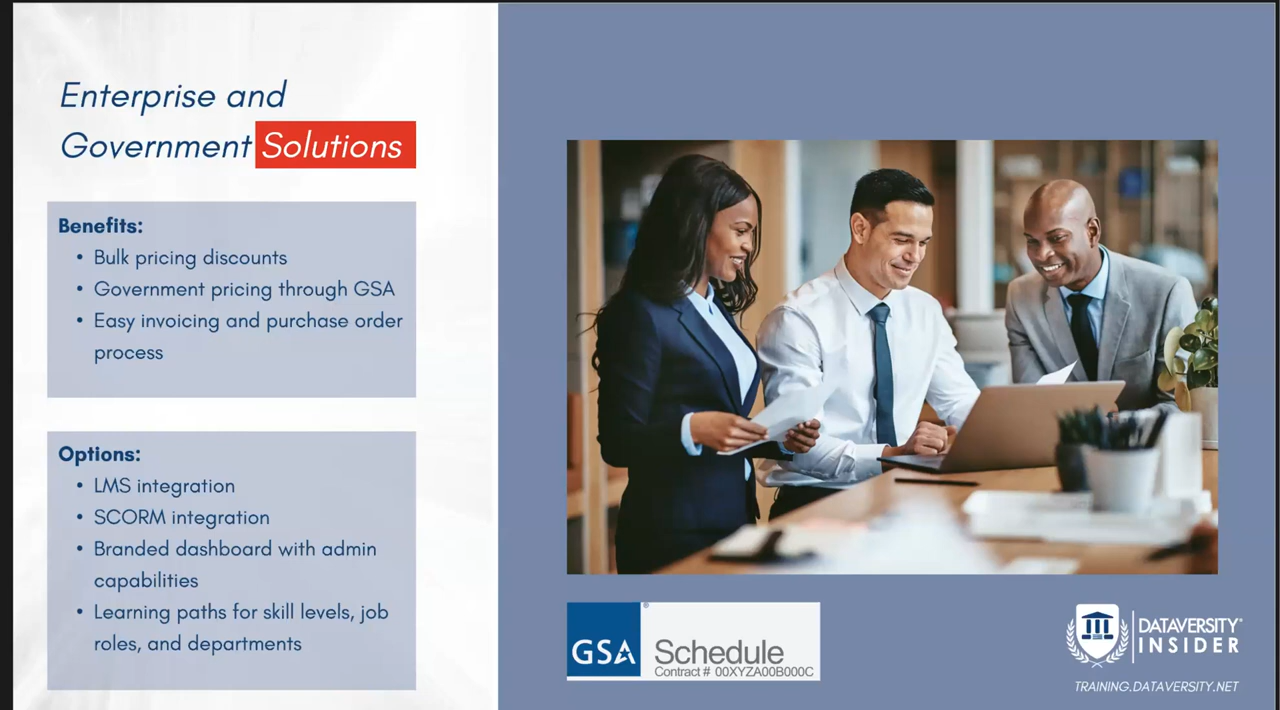 Enterprise and
Government Solutions
Benefits:
• Bulk pricing discounts
• Government pricing through GSA
• Easy invoicing and purchase order
process
Options:
• LMS integration
• SCORM integration
• Branded dashboard with admin
capabilities
• Learning paths for skill levels, job
roles, and departments
GSA®
Schedule
Contract # 00XYZA00B000C
DATAVERSITY®
INSIDER
TRAINING.DATAVERSITY.NET